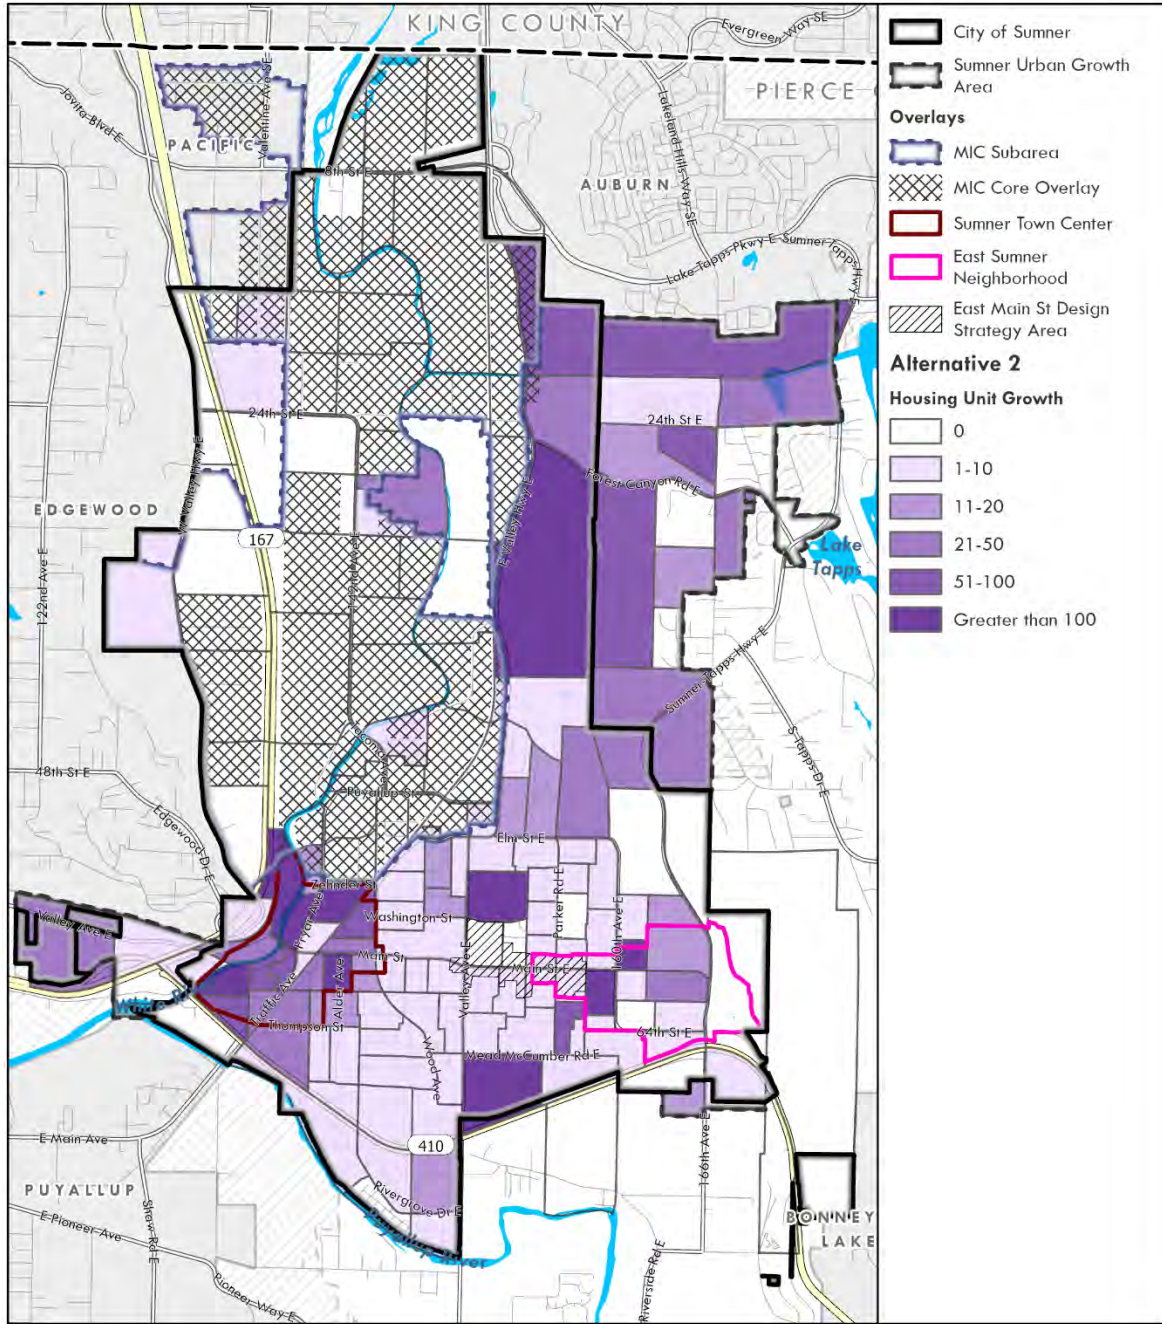 KING COUNTY
Evergreen Way SE
PIERCE C
Jovita Blvd E
Valentine Ave SE
PACIFIC
8th St E
AUBURN
Lakeland Hills Way SE
Lake Tapps Pkwy E
Sumner Tapps Hwy E
24th St E
24th St E
W Valley Hwy E
E Valley Hwy E
Forest Canyon Rd E
EDGEWOOD
122nd Ave E
167
142nd Ave E
Lake
Tapps
Sumner-Tapps Hwy E
S Tapps Dr E
48th St E
Edgewood Dr E
Puyallup St
Elm St E
Zehnder St
Fryar Ave
Washington St
Parker Rd E
160th Ave E
Valley Ave E
Main St
Main St E
Valley Ave E
Alder Ave
Traffic Ave
Thompson St
64th St E
Wood Ave
Mead McCumber Rd E
410
E Main Ave
166th Ave E
PUYALLUP
Shaw Rd E
E Pioneer Ave
Pioneer Way E
Rivergrove Dr E
Puyallup River
Riverside Rd E
BONNEY
LAKE
City of Sumner
Sumner Urban Growth
Area
Overlays
MIC Subarea
MIC Core Overlay
Sumner Town Center
East Sumner
Neighborhood
East Main St Design
Strategy Area
Alternative 2
Housing Unit Growth
0
1-10
11-20
21-50
51-100
Greater than 100